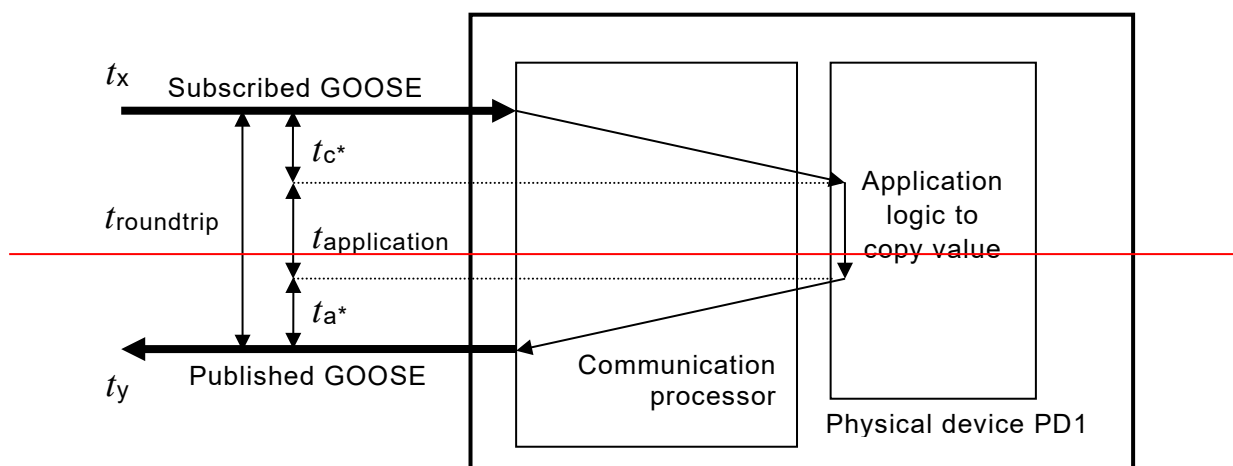 tx
Subscribed GOOSE
tc*
Application
logic to
copy value
troundtrip
tapplication
ta*
Communication
processor
Published GOOSE
ty
Physical device PD1